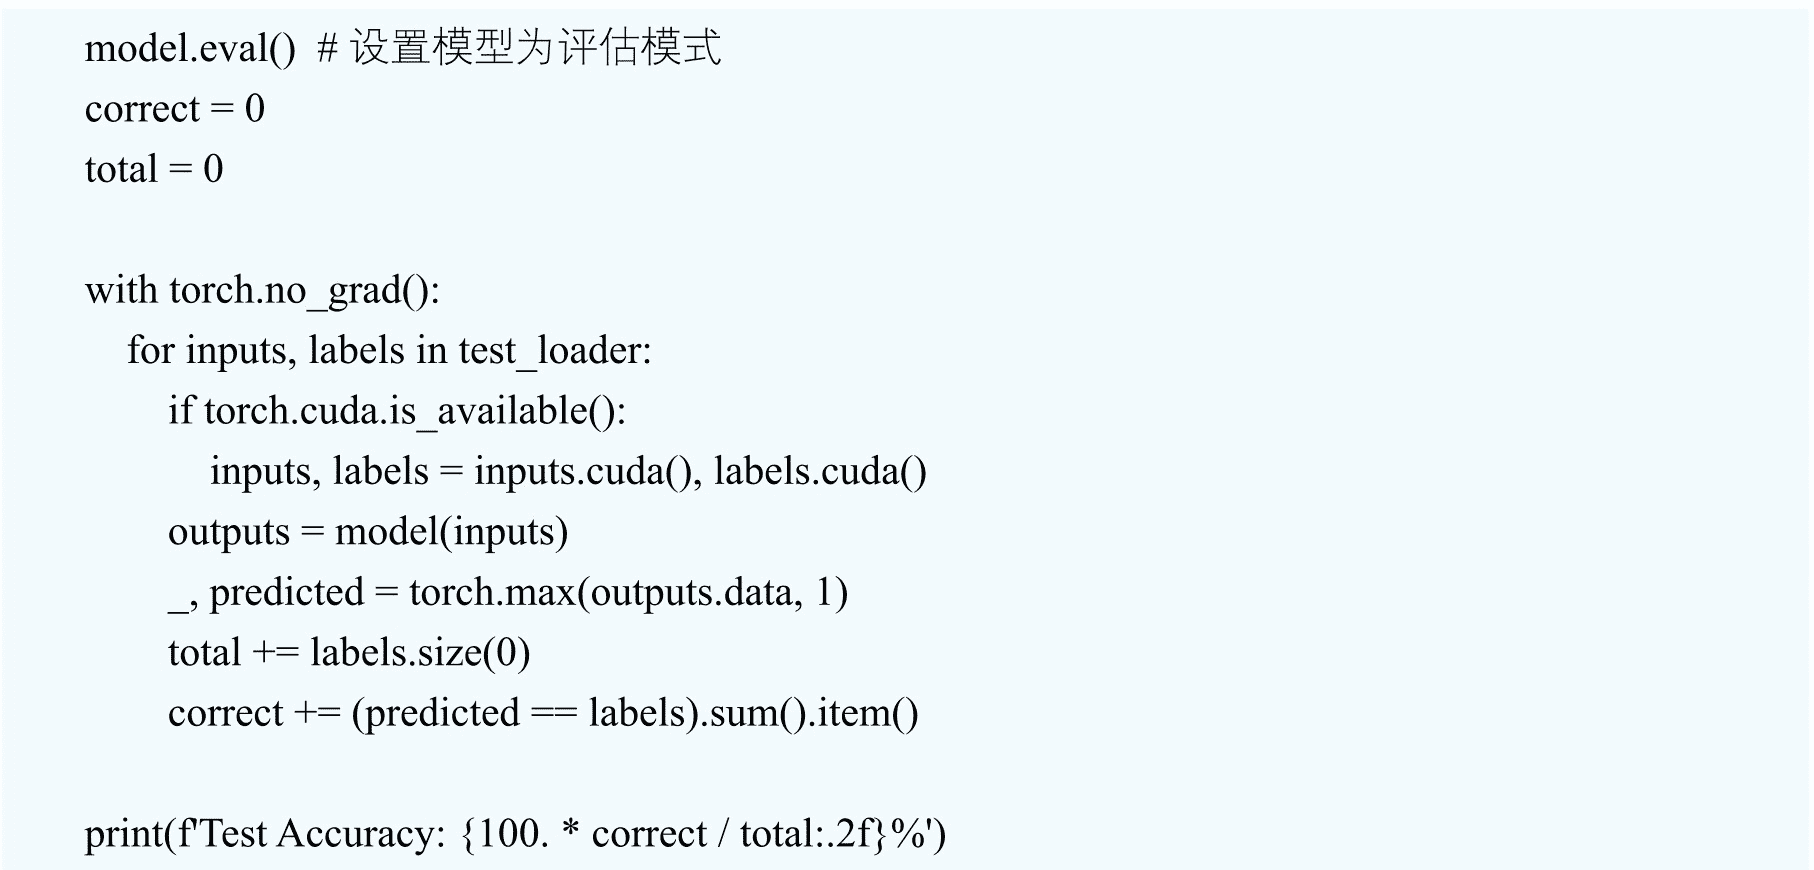 model.eval()  # 设置模型为评估模式
correct = 0
total = 0

with torch.no_grad():
    for inputs, labels in test_loader:
        if torch.cuda.is_available():
            inputs, labels = inputs.cuda(), labels.cuda()
        outputs = model(inputs)
        _, predicted = torch.max(outputs.data, 1)
        total += labels.size(0)
        correct += (predicted == labels).sum().item()

print(f'Test Accuracy: {100. * correct / total:.2f}%')